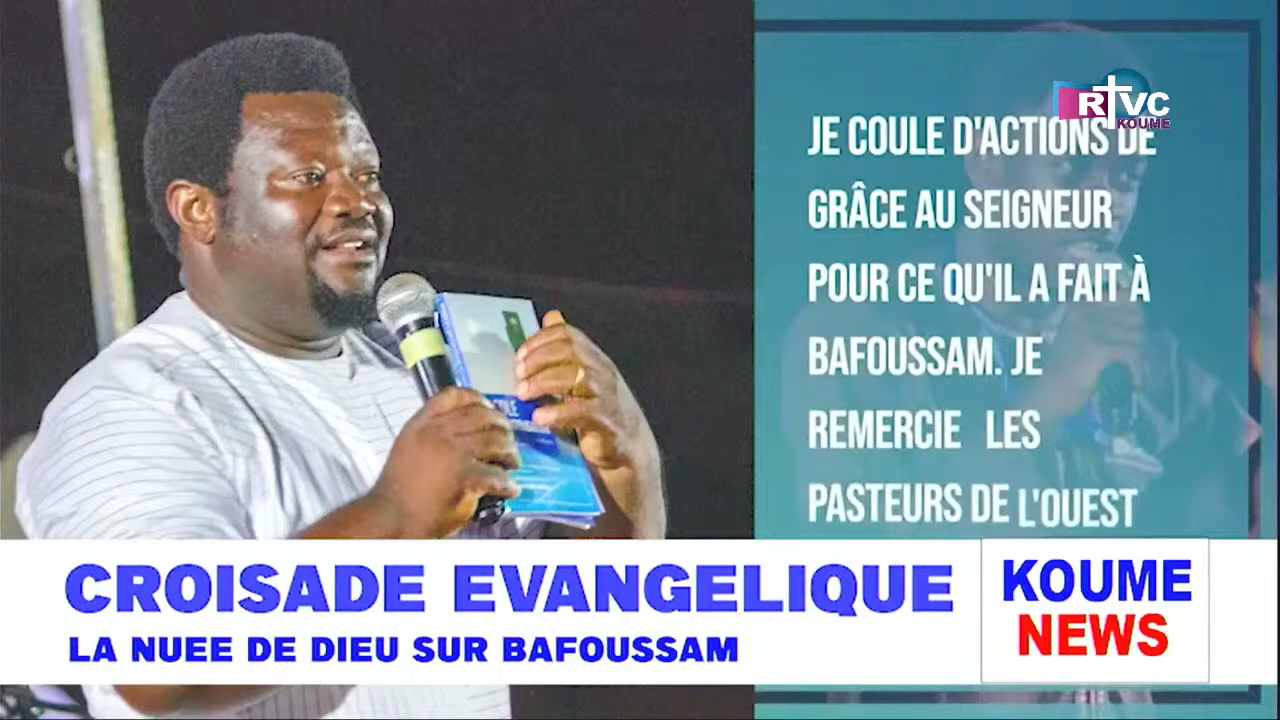 RTVC
KOUME
JE COULE D'ACTIONS DE
GRÂCE AU SEIGNEUR
POUR CE QU'IL A FAIT À
BAFOUSSAM. JE
REMERCIE LES
PASTEURS DE L'OUEST
CROISADE EVANGELIQUE
LA NUEE DE DIEU SUR BAFOUSSAM
KOUME
NEWS